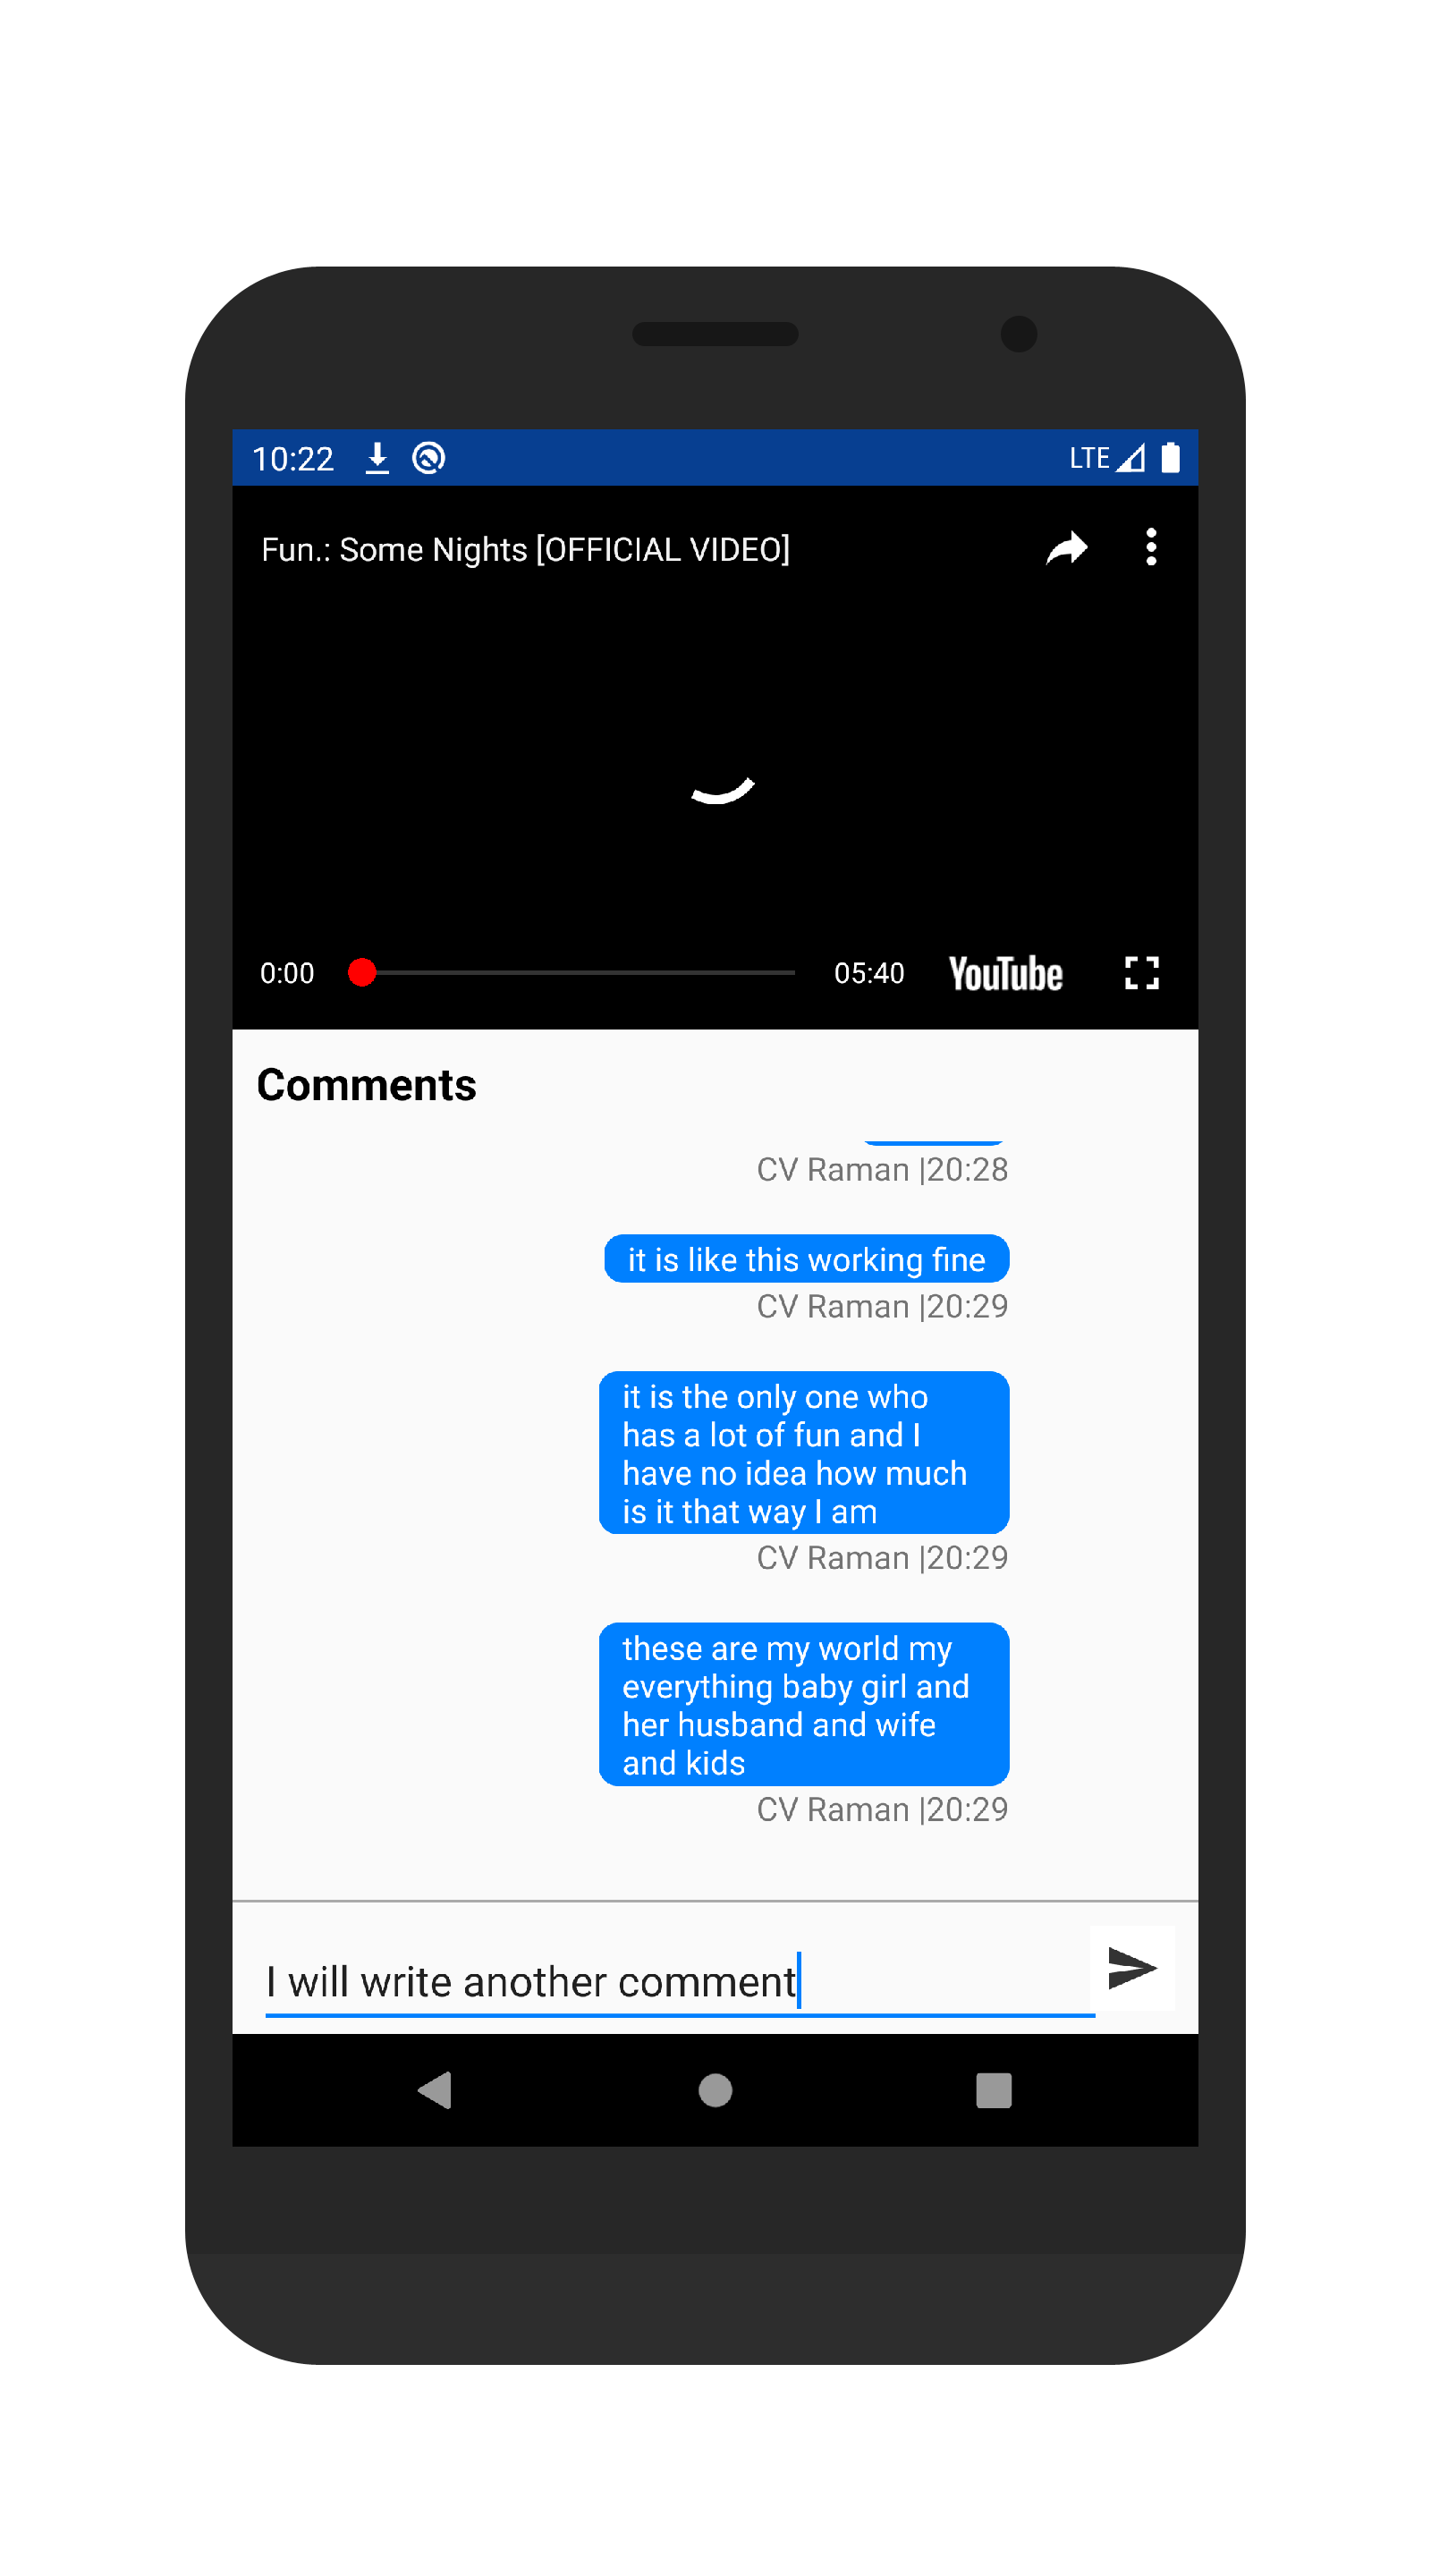 10:22 LTE
Fun.: Some Nights [OFFICIAL VIDEO]
0:00 05:40 YouTube
Comments
CV Raman |20:28
it is like this working fine
CV Raman |20:29
it is the only one who
has a lot of fun and I
have no idea how much
is it that way I am
CV Raman |20:29
these are my world my
everything baby girl and
her husband and wife
and kids
CV Raman |20:29
I will write another comment